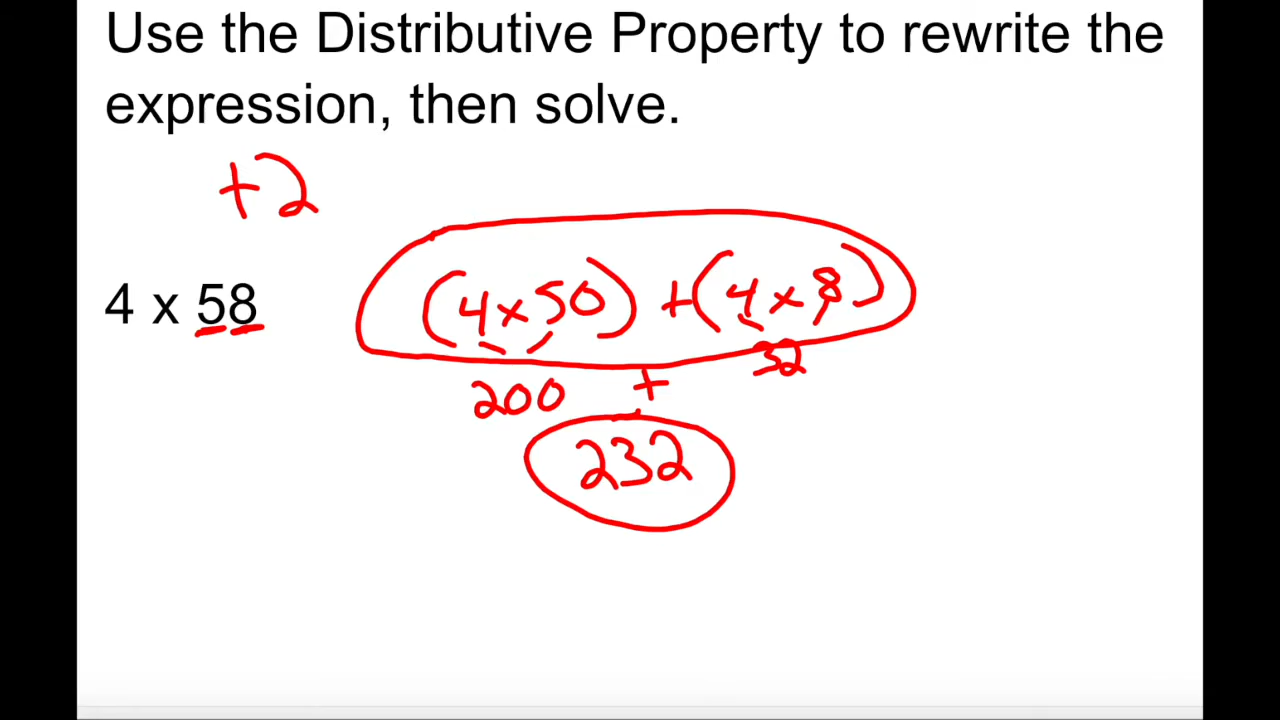 Use the Distributive Property to rewrite the
expression, then solve.
+2
4 x 58 (4 x 50) + (4 x 8)
200 + 32
232